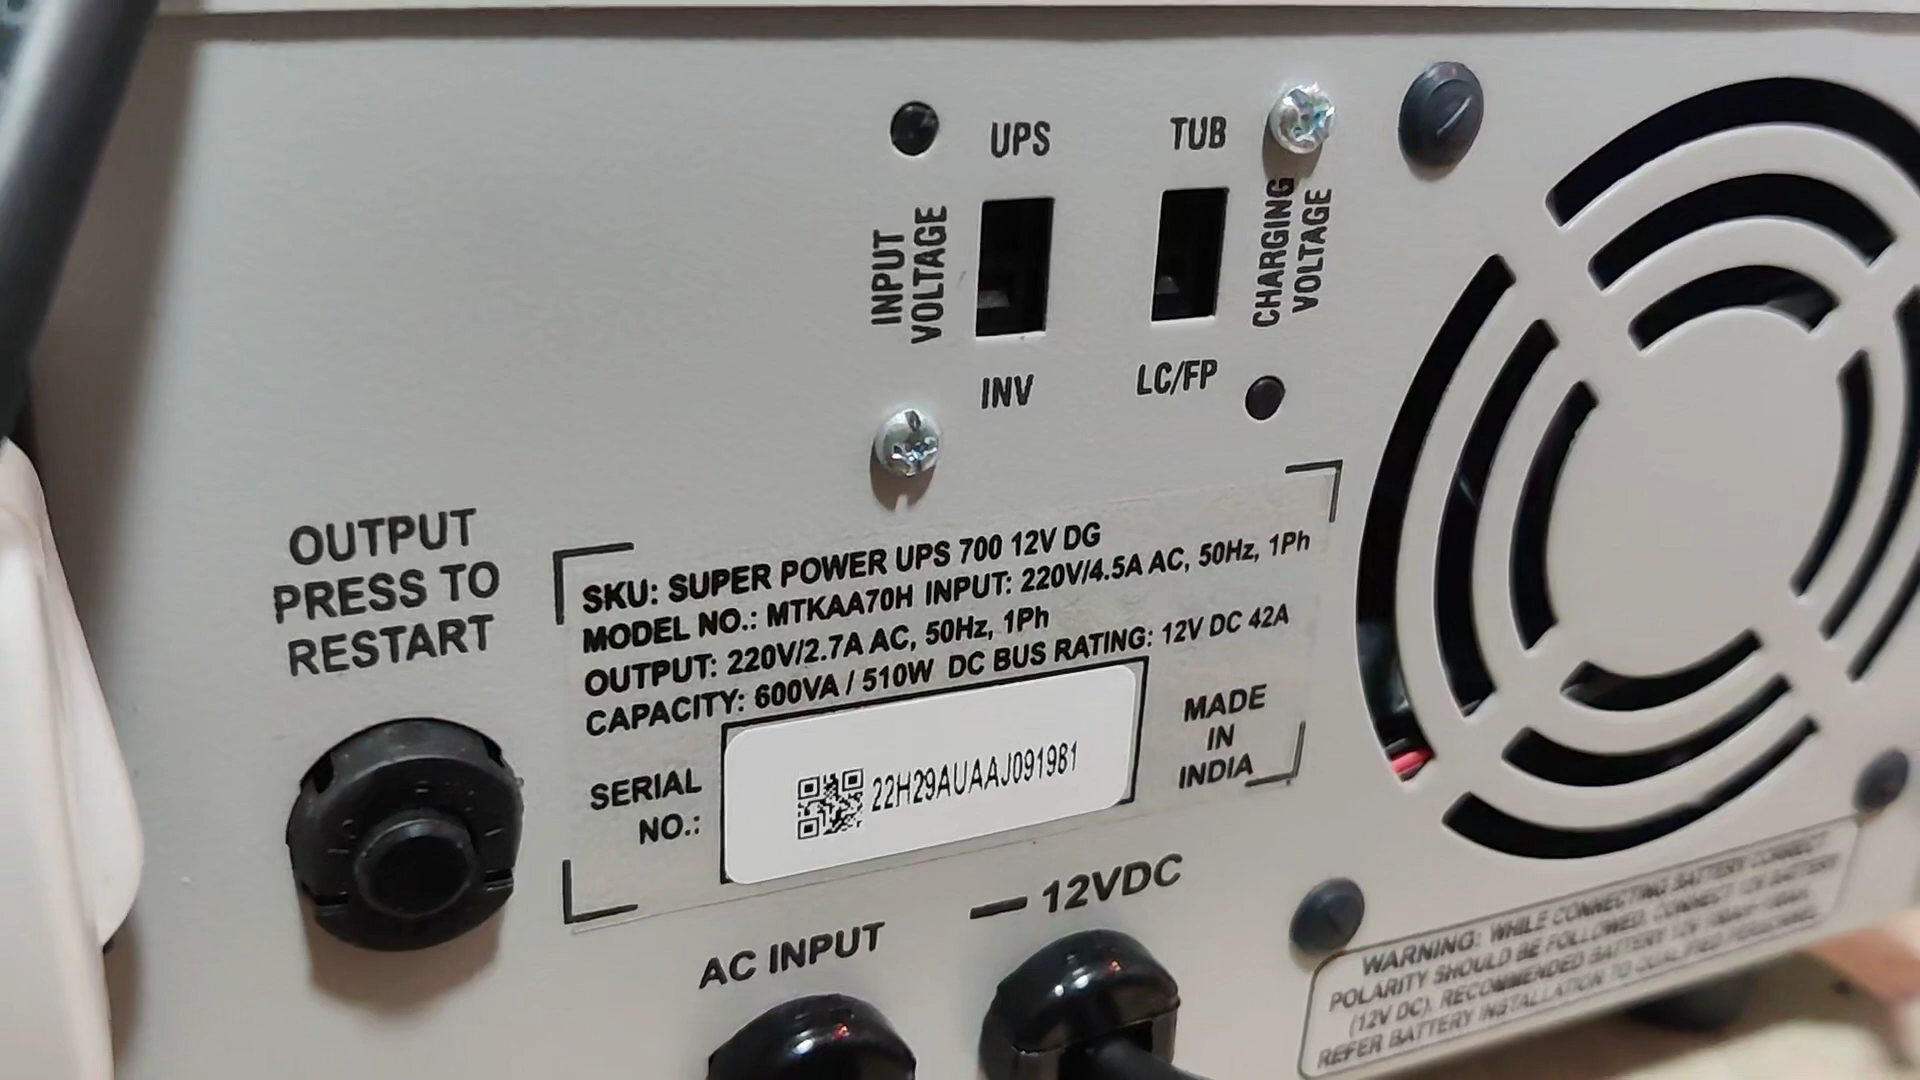 UPS
TUB
INPUT
VOLTAGE
CHARGING
VOLTAGE
INV
LC/FP
OUTPUT
PRESS TO
RESTART
SKU: SUPER POWER UPS 700 12V DG
MODEL NO.: MTKAA70H INPUT: 220V/4.5A AC, 50Hz, 1Ph
OUTPUT: 220V/2.7A AC, 50Hz, 1Ph
CAPACITY: 600VA / 510W DC BUS RATING: 12V DC 42A
SERIAL
NO.:
22H29AUAAJ091981
MADE
IN
INDIA
AC INPUT
— 12VDC
WARNING: WHILE CONNECTING BATTERY CORRECT
POLARITY SHOULD BE FOLLOWED. CONNECT 12V BATTERY
(12V DC). RECOMMENDED BATTERY 12V
REFER BATTERY INSTALLATION TO QUALIFIED PERSONNEL.